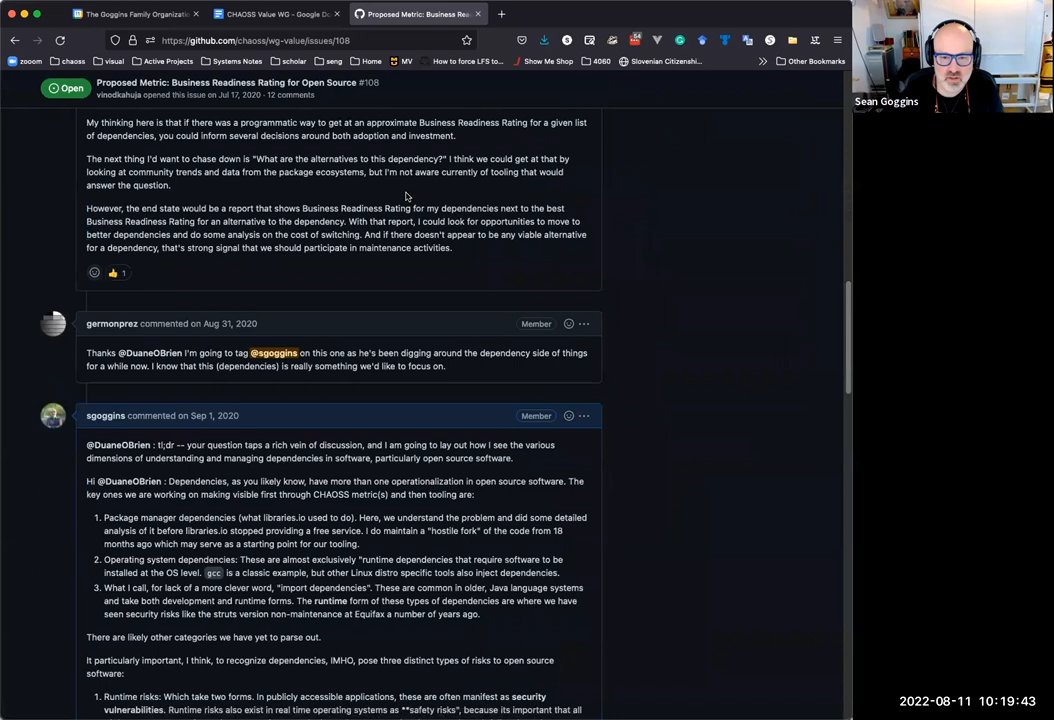 The Goggins Family Organizatio
CHAOSS Value WG - Google Do
Proposed Metric: Business Rea
https://github.com/chaoss/wg-value/issues/108
64
zooom
chaoss
visual
Active Projects
Systems Notes
scholar
seng
Home
MV
How to force LFS to...
Show Me Shop
4060
Slovenian Citizenshi...
Other Bookmarks
Sean Goggins
Open
Proposed Metric: Business Readiness Rating for Open Source #108
vinodkahuja opened this issue on Jul 17, 2020 · 12 comments
My thinking here is that if there was a programmatic way to get at an approximate Business Readiness Rating for a given list
of dependencies, you could inform several decisions around both adoption and investment.
The next thing I'd want to chase down is "What are the alternatives to this dependency?" I think we could get at that by
looking at community trends and data from the package ecosystems, but I'm not aware currently of tooling that would
answer the question.
However, the end state would be a report that shows Business Readiness Rating for my dependencies next to the best
Business Readiness Rating for an alternative to the dependency. With that report, I could look for opportunities to move to
better dependencies and do some analysis on the cost of switching. And if there doesn't appear to be any viable alternative
for a dependency, that's strong signal that we should participate in maintenance activities.
1
germonprez commented on Aug 31, 2020
Member
Thanks @DuaneOBrien I'm going to tag @sgoggins on this one as he's been digging around the dependency side of things
for a while now. I know that this (dependencies) is really something we'd like to focus on.
sgoggins commented on Sep 1, 2020
Member
@DuaneOBrien : tl;dr -- your question taps a rich vein of discussion, and I am going to lay out how I see the various
dimensions of understanding and managing dependencies in software, particularly open source software.
Hi @DuaneOBrien : Dependencies, as you likely know, have more than one operationalization in open source software. The
key ones we are working on making visible first through CHAOSS metric(s) and then tooling are:
1. Package manager dependencies (what libraries.io used to do). Here, we understand the problem and did some detailed
analysis of it before libraries.io stopped providing a free service. I do maintain a "hostile fork" of the code from 18
months ago which may serve as a starting point for our tooling.
2. Operating system dependencies: These are almost exclusively "runtime dependencies that require software to be
installed at the OS level. gcc is a classic example, but other Linux distro specific tools also inject dependencies.
3. What I call, for lack of a more clever word, "import dependencies". These are common in older, Java language systems
and take both development and runtime forms. The runtime form of these types of dependencies are where we have
seen security risks like the struts version non-maintenance at Equifax a number of years ago.
There are likely other categories we have yet to parse out.
It particularly important, I think, to recognize dependencies, IMHO, pose three distinct types of risks to open source
software:
1. Runtime risks: Which take two forms. In publicly accessible applications, these are often manifest as security
vulnerabilities. Runtime risks also exist in real time operating systems as **safety risks", because its important that all
2022-08-11 10:19:43